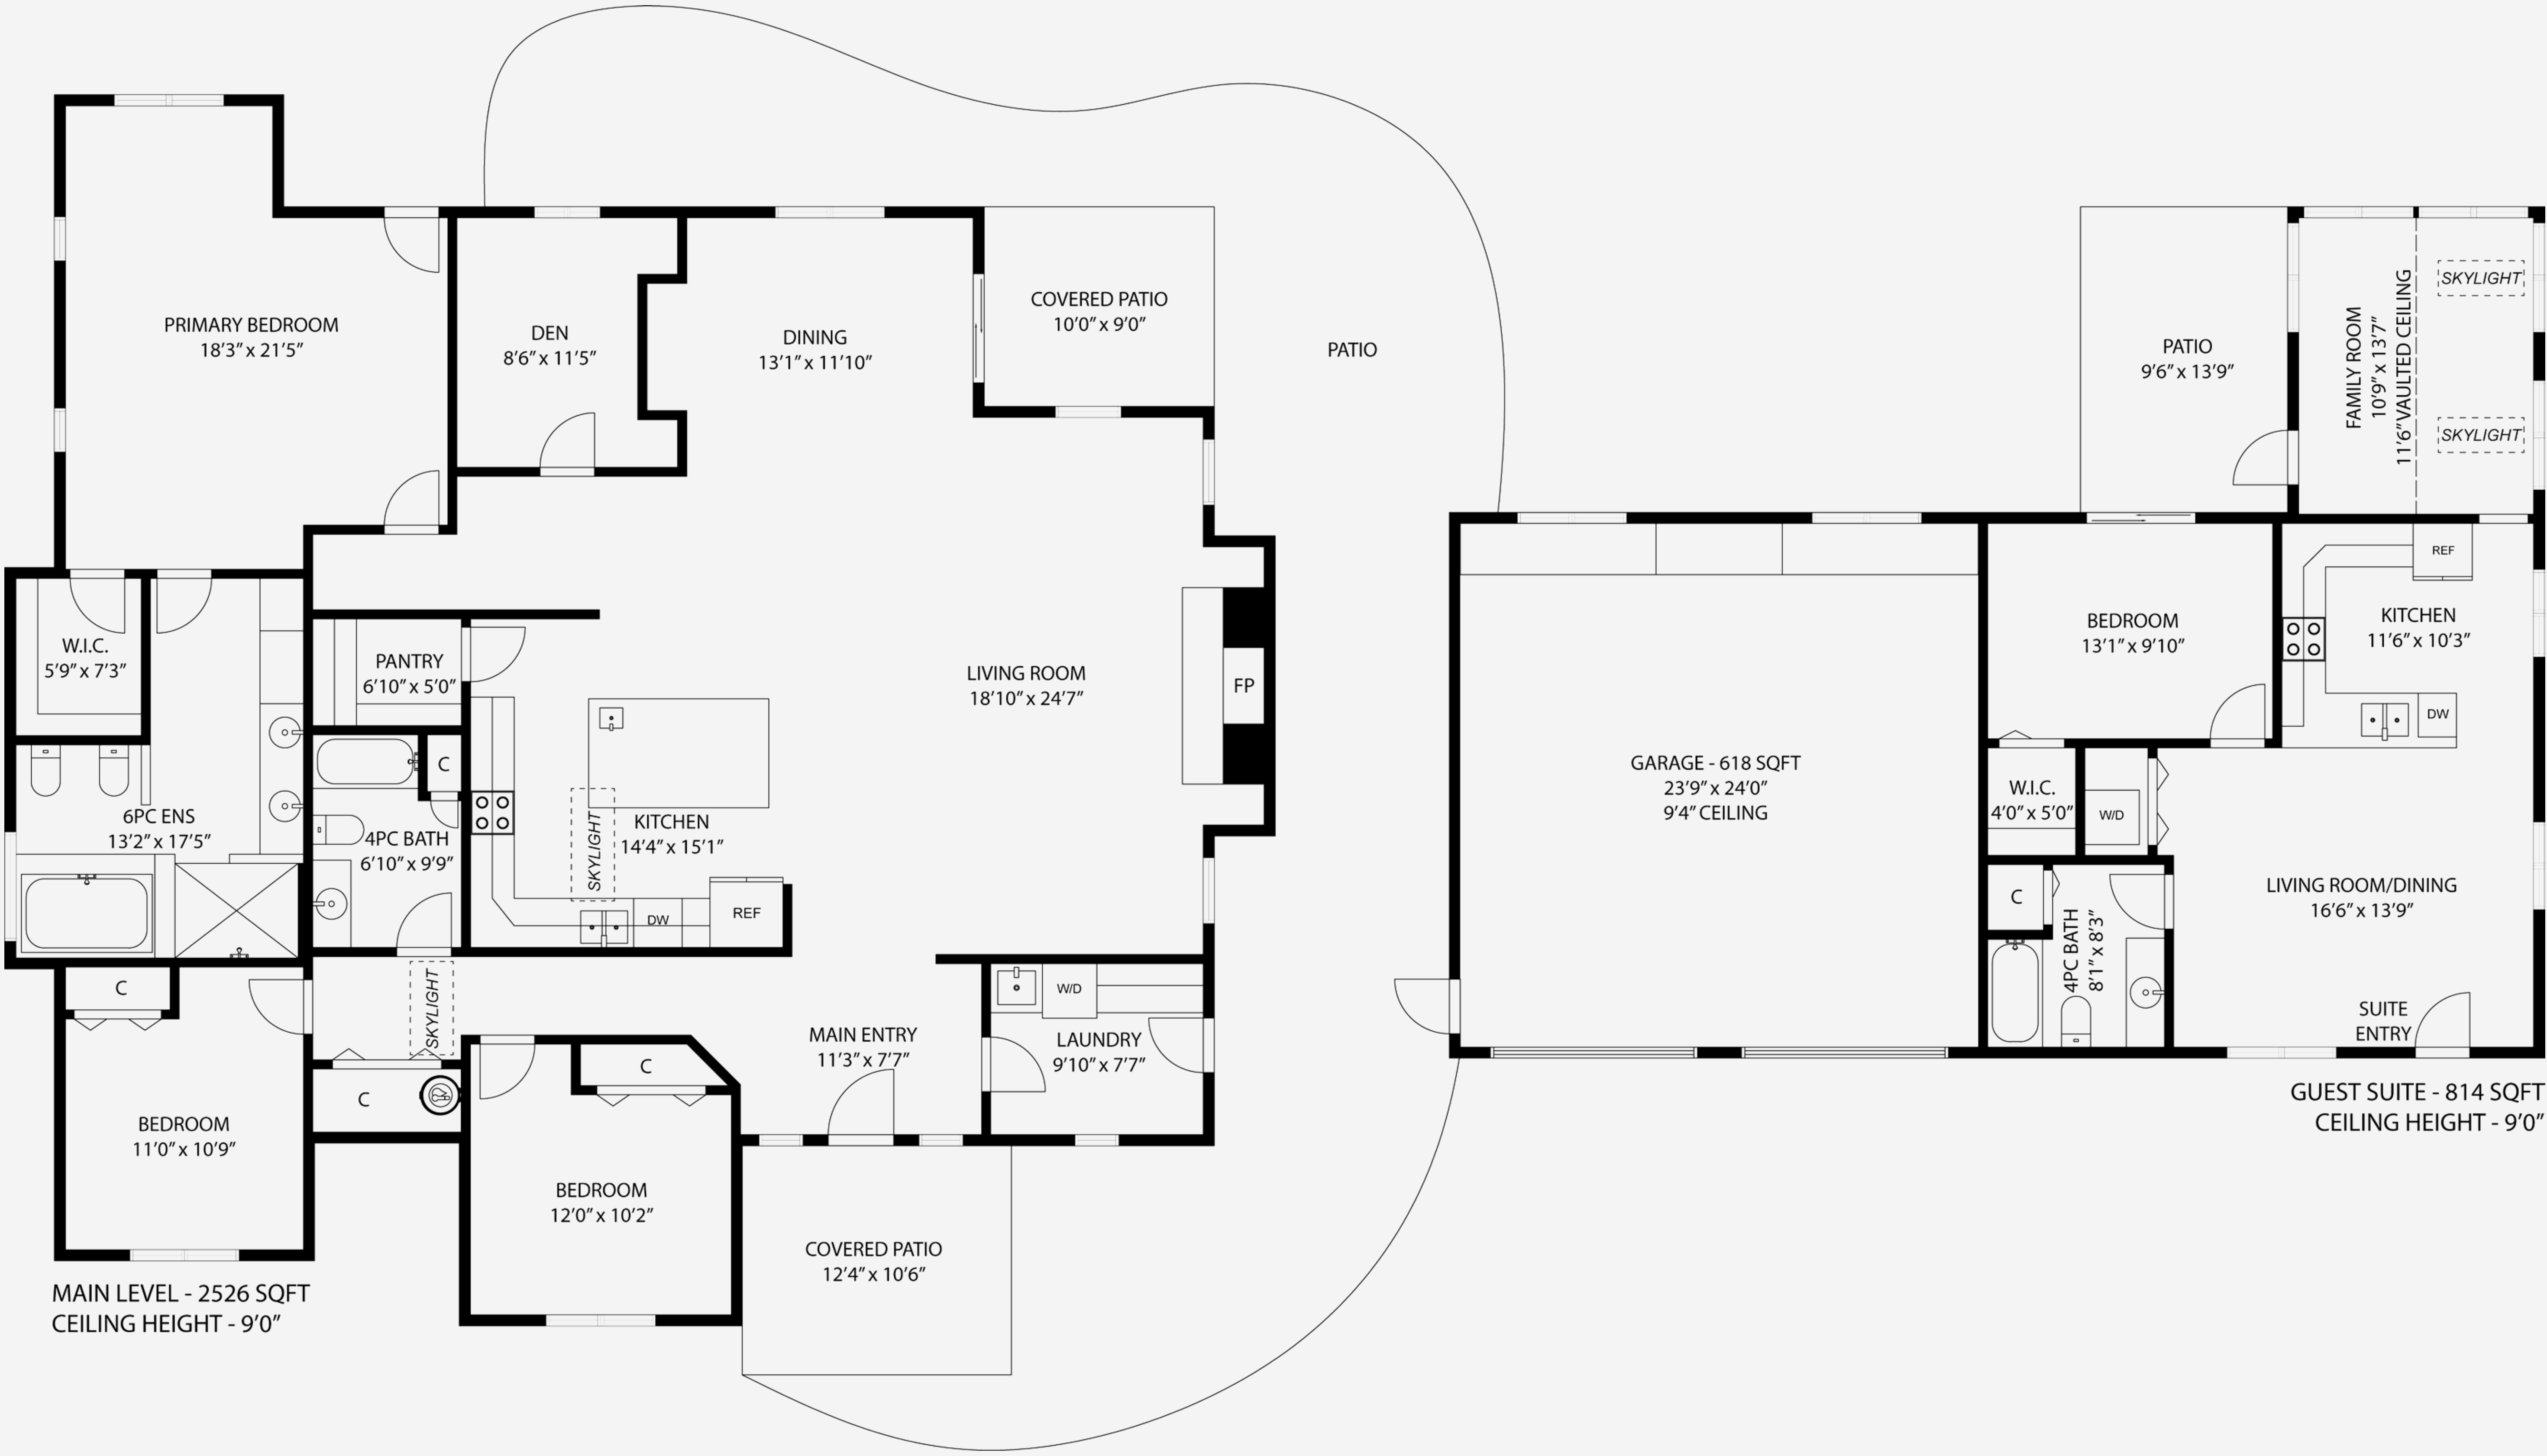 PRIMARY BEDROOM
18’3” x 21’5”
DEN
8’6” x 11’5”
DINING
13’1” x 11’10”
COVERED PATIO
10’0” x 9’0”
PATIO
W.I.C.
5’9” x 7’3”
PANTRY
6’10” x 5’0”
LIVING ROOM
18’10” x 24’7”
FP
6PC ENS
13’2” x 17’5”
C
4PC BATH
6’10” x 9’9”
SKYLIGHT
KITCHEN
14’4” x 15’1”
DW
REF
C
SKYLIGHT
BEDROOM
11’0” x 10’9”
C
C
BEDROOM
12’0” x 10’2”
MAIN ENTRY
11’3” x 7’7”
W/D
LAUNDRY
9’10” x 7’7”
COVERED PATIO
12’4” x 10’6”
MAIN LEVEL - 2526 SQFT
CEILING HEIGHT - 9’0”
PATIO
9’6” x 13’9”
FAMILY ROOM
10’9” x 13’7”
11’6” VAULTED CEILING
SKYLIGHT
SKYLIGHT
GARAGE - 618 SQFT
23’9” x 24’0”
9’4” CEILING
BEDROOM
13’1” x 9’10”
REF
KITCHEN
11’6” x 10’3”
DW
W.I.C.
4’0” x 5’0”
W/D
C
4PC BATH
8’1” x 8’3”
LIVING ROOM/DINING
16’6” x 13’9”
SUITE
ENTRY
GUEST SUITE - 814 SQFT
CEILING HEIGHT - 9’0”